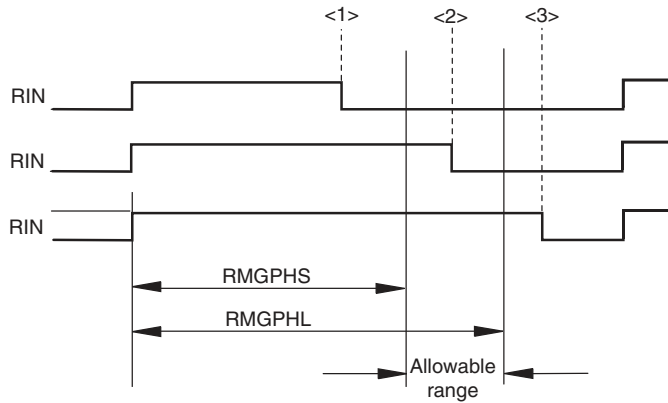 <1>
<2>
<3>
RIN
RIN
RIN
RMGPHS
RMGPHL
Allowable
range